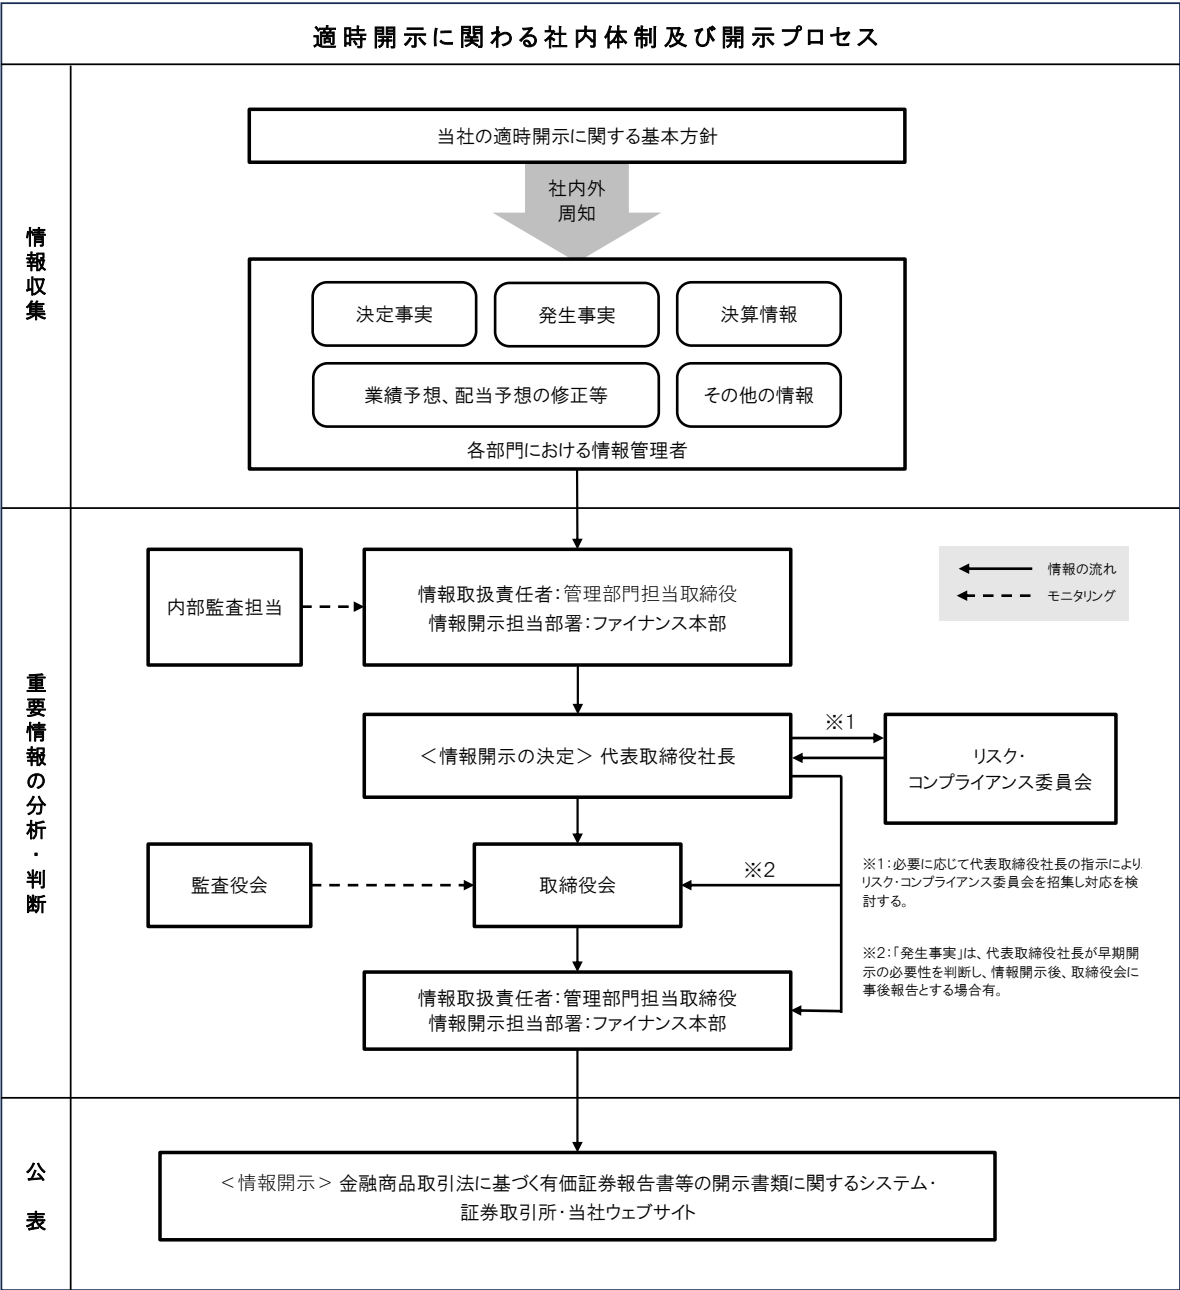 適時開示に関わる社内体制及び開示プロセス
情報収集
当社の適時開示に関する基本方針
社内外
周知
決定事実
発生事実
決算情報
業績予想、配当予想の修正等
その他の情報
各部門における情報管理者
重要情報の分析・判断
内部監査担当
情報取扱責任者：管理部門担当取締役
情報開示担当部署：ファイナンス本部
情報の流れ
モニタリング
＜情報開示の決定＞ 代表取締役社長
※1
リスク・
コンプライアンス委員会
監査役会
取締役会
※2
※1：必要に応じて代表取締役社長の指示により
リスク・コンプライアンス委員会を招集し対応を検
討する。
※2：「発生事実」は、代表取締役社長が早期開
示の必要性を判断し、情報開示後、取締役会に
事後報告とする場合有。
情報取扱責任者：管理部門担当取締役
情報開示担当部署：ファイナンス本部
公表
＜情報開示＞ 金融商品取引法に基づく有価証券報告書等の開示書類に関するシステム・
証券取引所・当社ウェブサイト